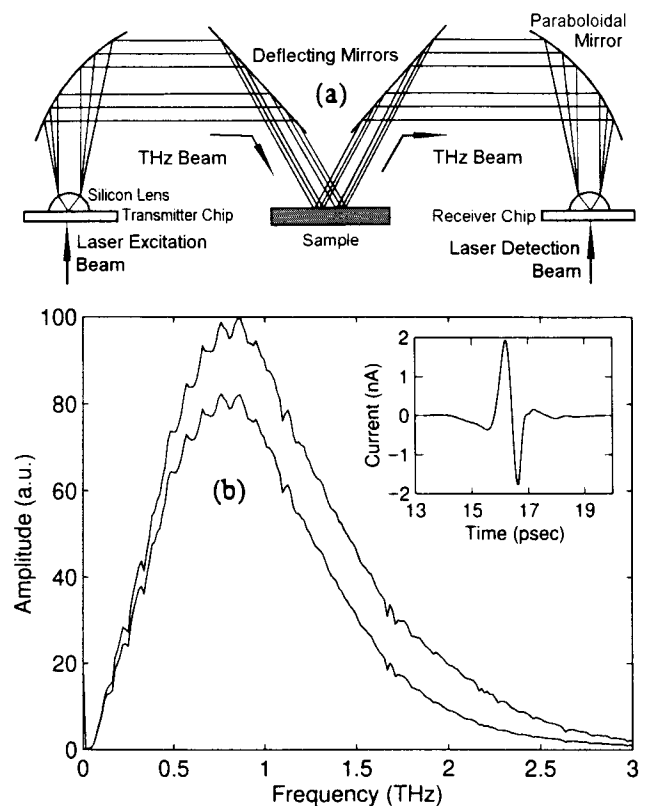 Paraboloidal
Mirror
Deflecting Mirrors
(a)
THz Beam
THz Beam
Silicon Lens
Transmitter Chip
Receiver Chip
Sample
Laser Excitation
Beam
Laser Detection
Beam
100
80
60
40
20
0
Amplitude (a.u.)
(b)
0
0.5
1
1.5
2
2.5
3
Frequency (THz)
2
1
0
−1
−2
Current (nA)
13
15
17
19
Time (psec)